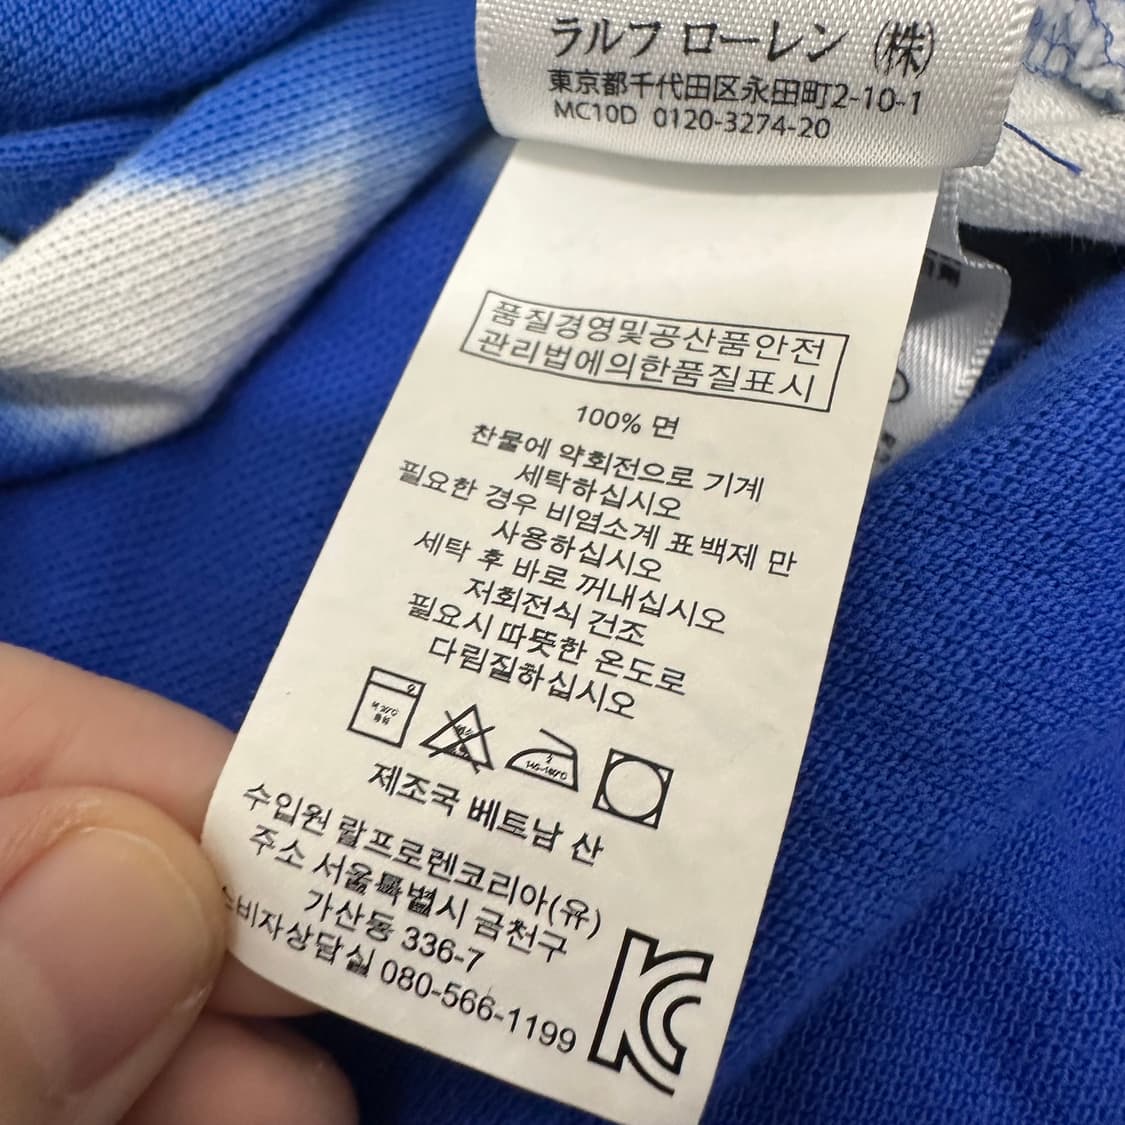 ラルフ ローレン (株)
東京都千代田区永田町2-10-1
MC10D 0120-3274-20
품질경영및공산품안전
관리법에의한품질표시
100% 면
찬물에 약회전으로 기계
세탁하십시오
필요한 경우 비염소계 표백제 만
사용하십시오
세탁 후 바로 꺼내십시오
저회전식 건조
필요시 따뜻한 온도로
다림질하십시오
제조국 베트남 산
수입원 랄프로렌코리아(유)
주소 서울특별시 금천구
가산동 336-7
소비자상담실 080-566-1199